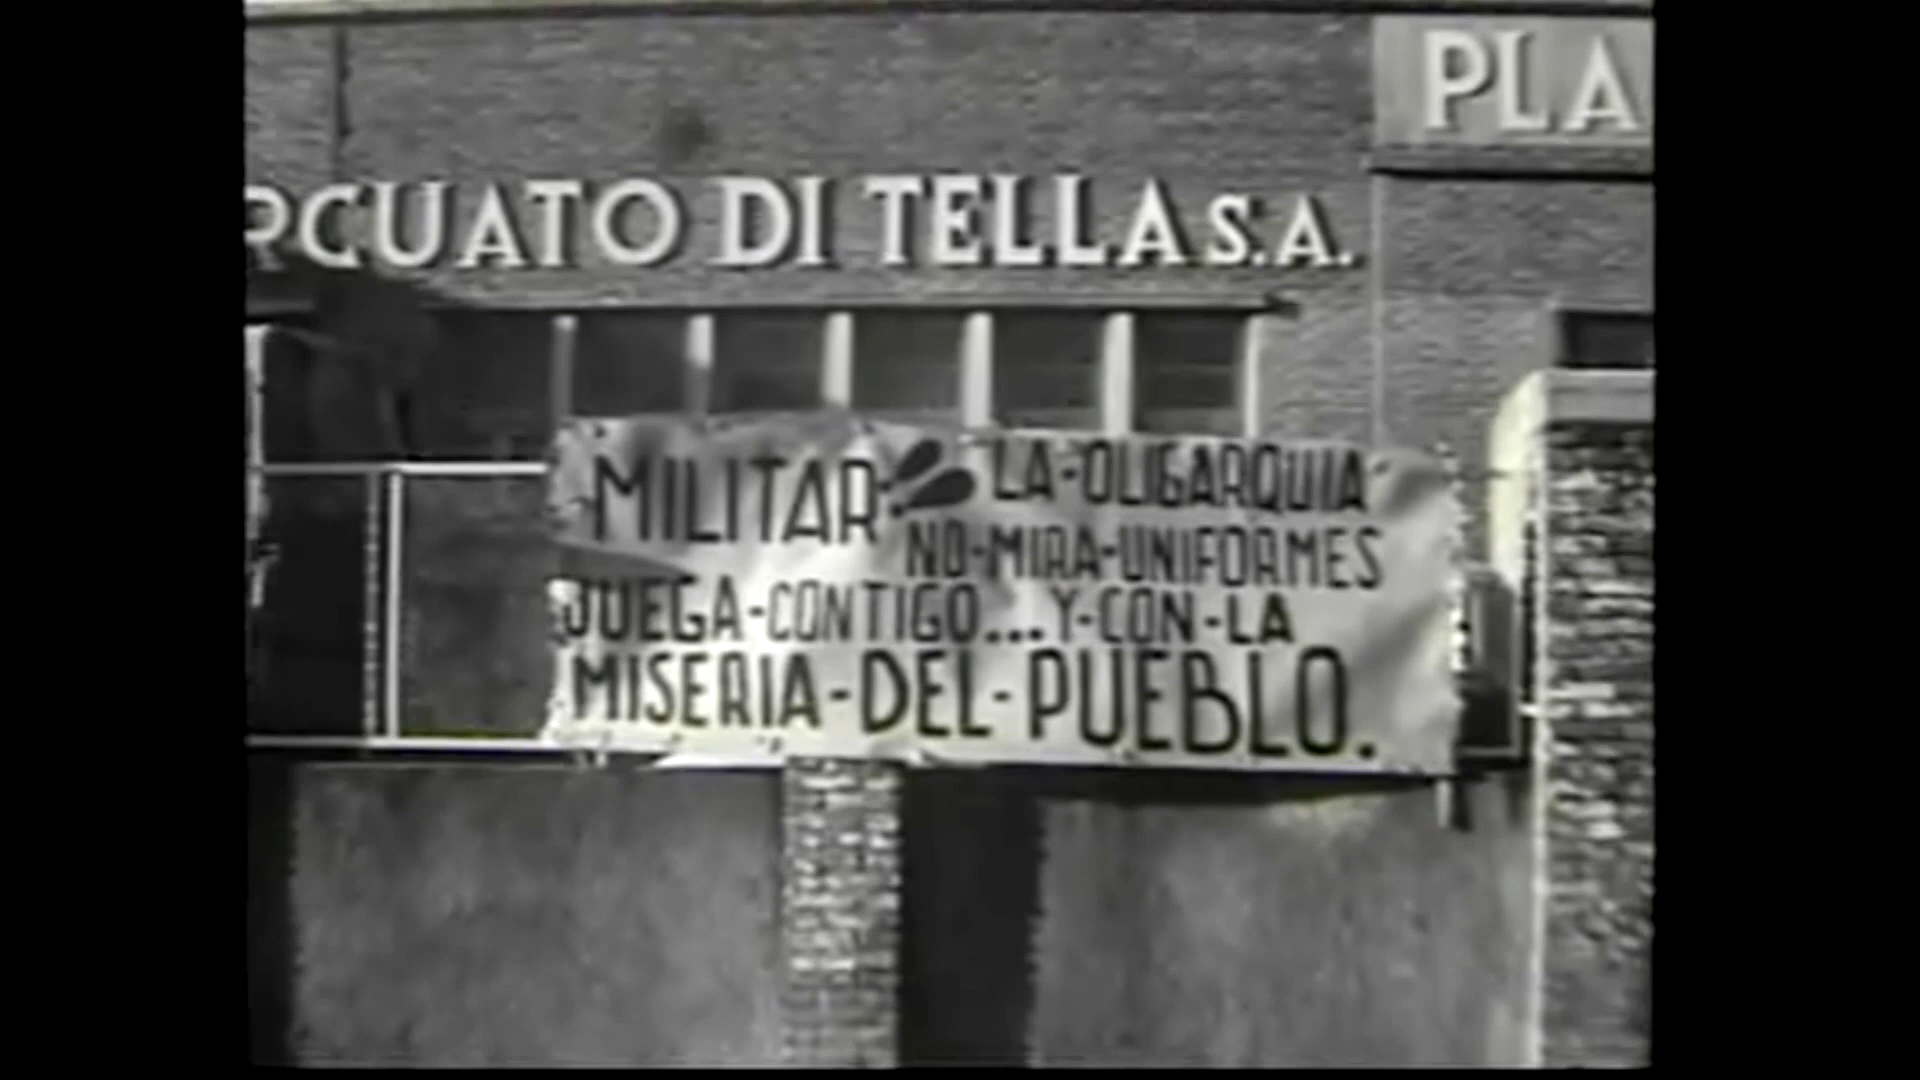 PLA
RCUATO DI TELLA S.A.
MILITAR!! LA-OLIGARQUIA
NO-MIRA-UNIFORMES
JUEGA-CONTIGO...Y-CON-LA
MISERIA-DEL-PUEBLO.